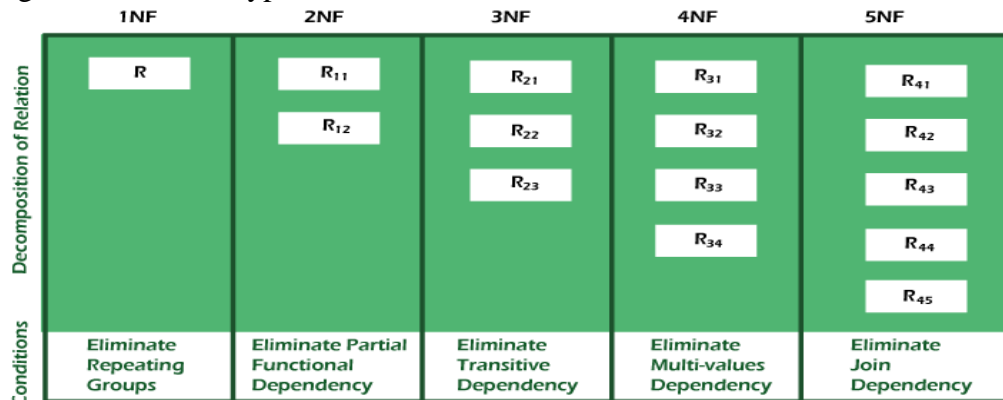 1NF 2NF 3NF 4NF 5NF
Decomposition of Relation
R R₁₁ R₂₁ R₃₁ R₄₁
R₁₂ R₂₂ R₃₂ R₄₂
R₂₃ R₃₃ R₄₃
R₃₄ R₄₄
R₄₅
Conditions
Eliminate Eliminate Partial Eliminate Eliminate Eliminate
Repeating Functional Transitive Multi-values Join
Groups Dependency Dependency Dependency Dependency